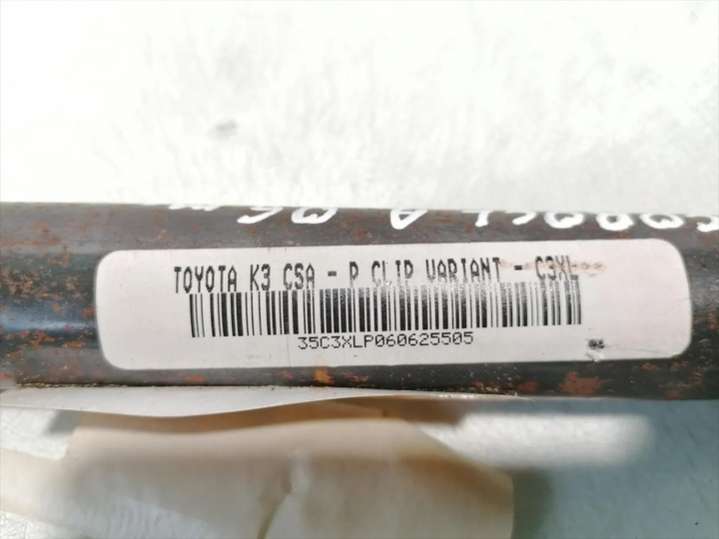 TOYOTA K3 CSA - P CLIP VARIANT - C3XL
35C3XLP060625505